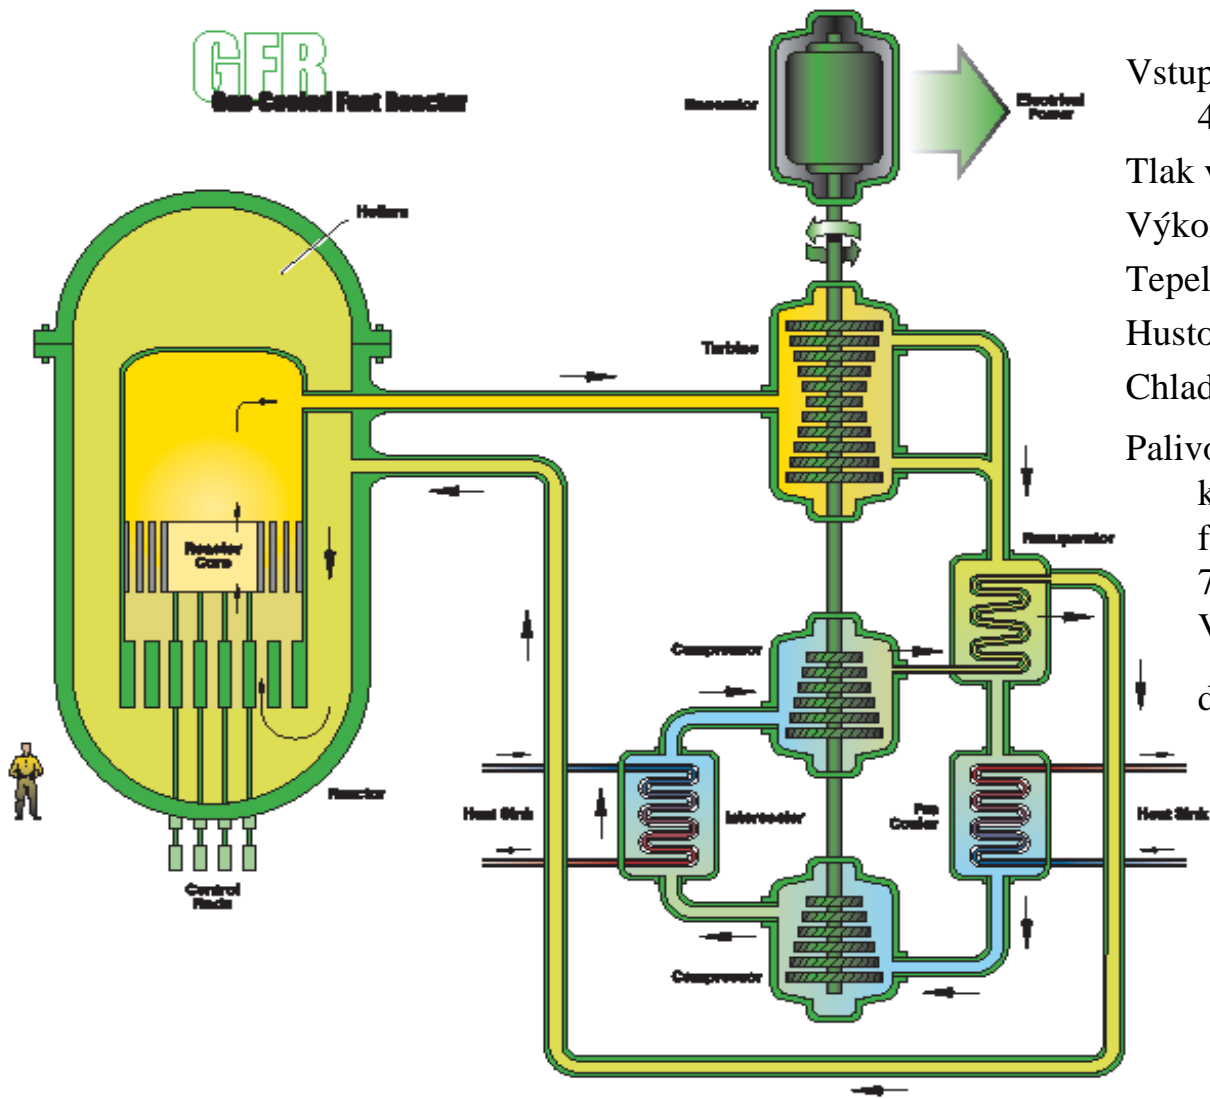 GFR
Gas-Cooled Fast Reactor
Helium
Generator
Electrical
Power
Turbine
Reactor
Core
Recuperator
Compressor
Reactor
Heat Sink
Intercooler
Pre
Cooler
Heat Sink
Control
Rods
Compressor
Vstup
4
Tlak v
Výko
Tepel
Husto
Chlad
Palivo
k
f
7
V
d